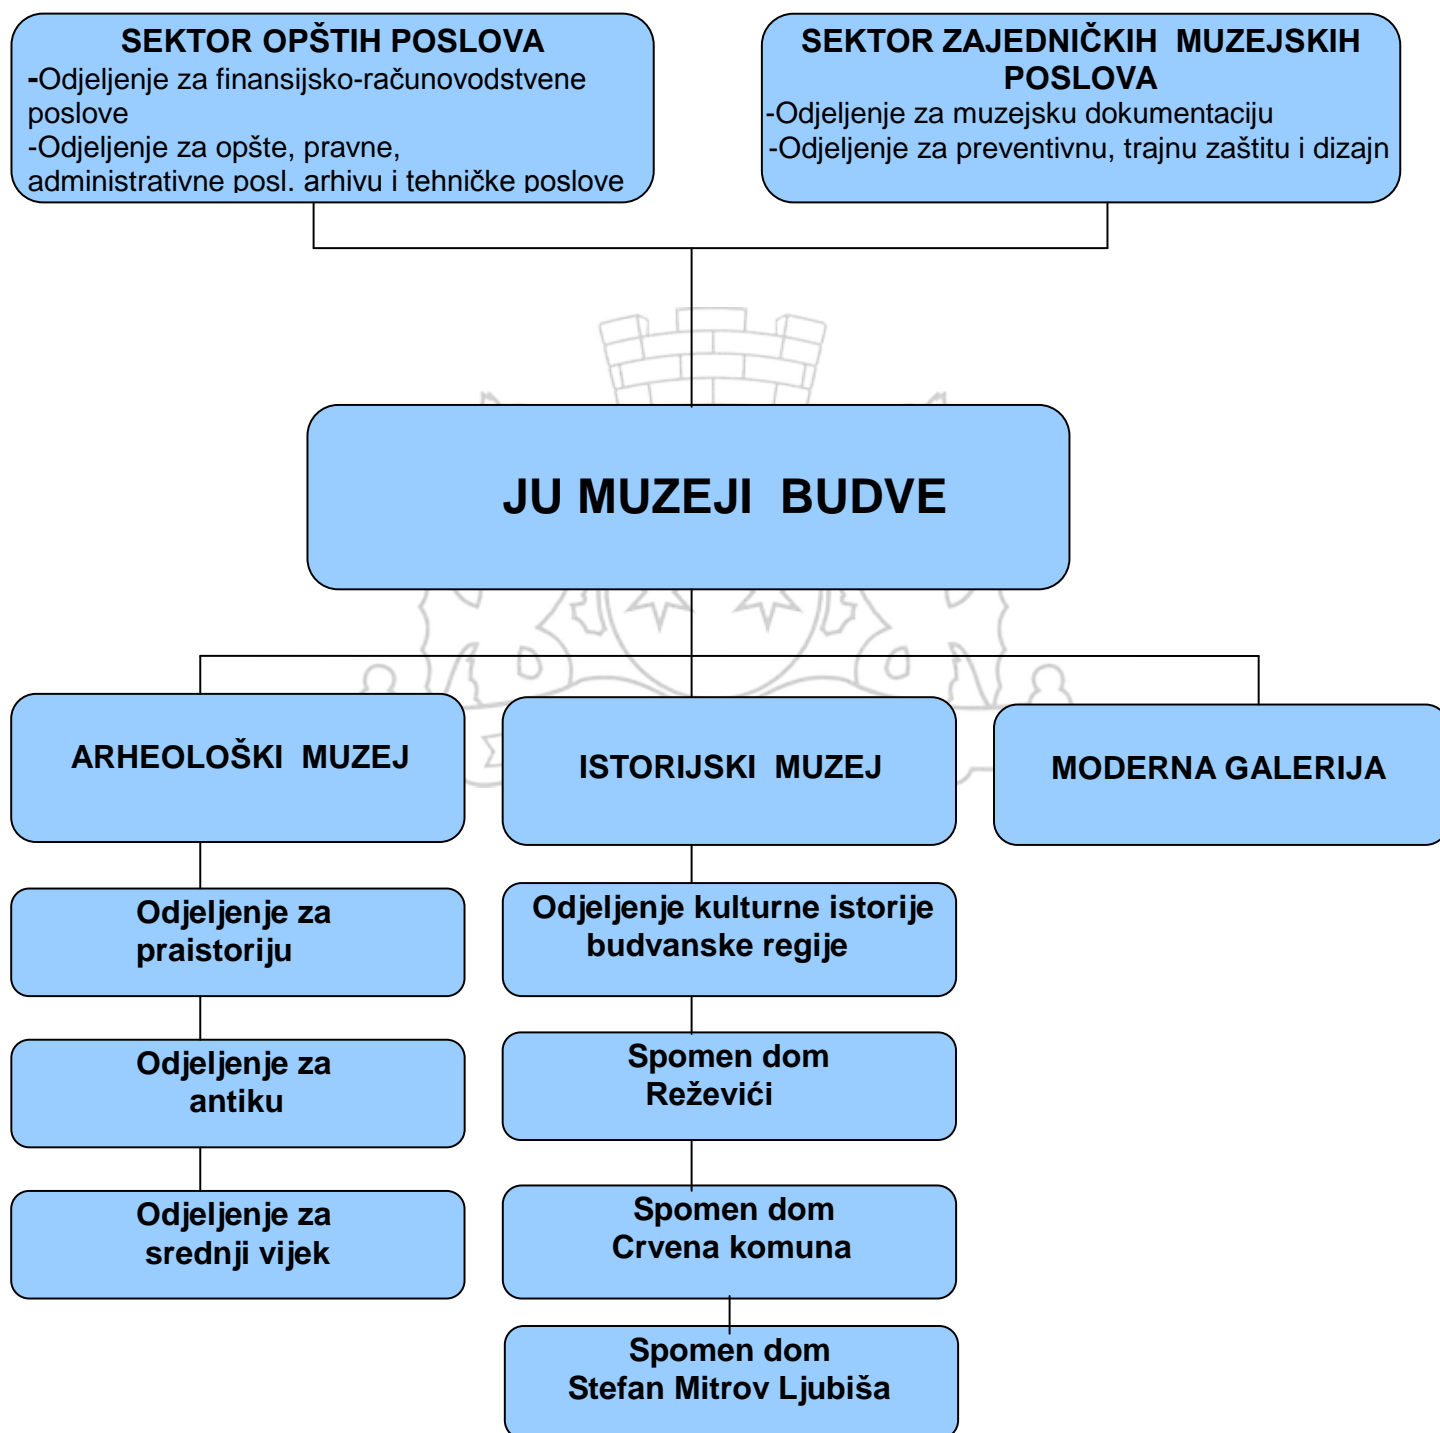 SEKTOR OPŠTIH POSLOVA
-Odjeljenje za finansijsko-računovodstvene
poslove
-Odjeljenje za opšte, pravne,
administrativne posl. arhivu i tehničke poslove
SEKTOR ZAJEDNIČKIH MUZEJSKIH
POSLOVA
-Odjeljenje za muzejsku dokumentaciju
-Odjeljenje za preventivnu, trajnu zaštitu i dizajn
JU MUZEJI BUDVE
ARHEOLOŠKI MUZEJ
ISTORIJSKI MUZEJ
MODERNA GALERIJA
Odjeljenje za
praistoriju
Odjeljenje za
antiku
Odjeljenje za
srednji vijek
Odjeljenje kulturne istorije
budvanske regije
Spomen dom
Reževići
Spomen dom
Crvena komuna
Spomen dom
Stefan Mitrov Ljubiša